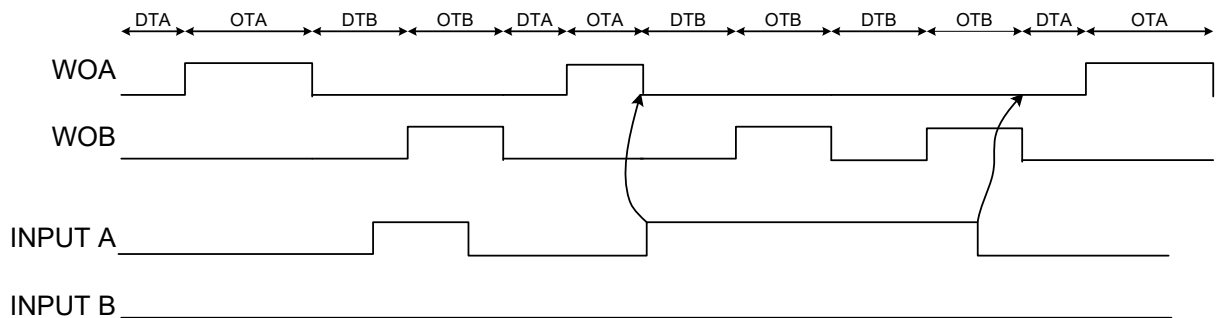 DTA OTA DTB OTB DTA OTA DTB OTB DTB OTB DTA OTA
WOA
WOB
INPUT A
INPUT B